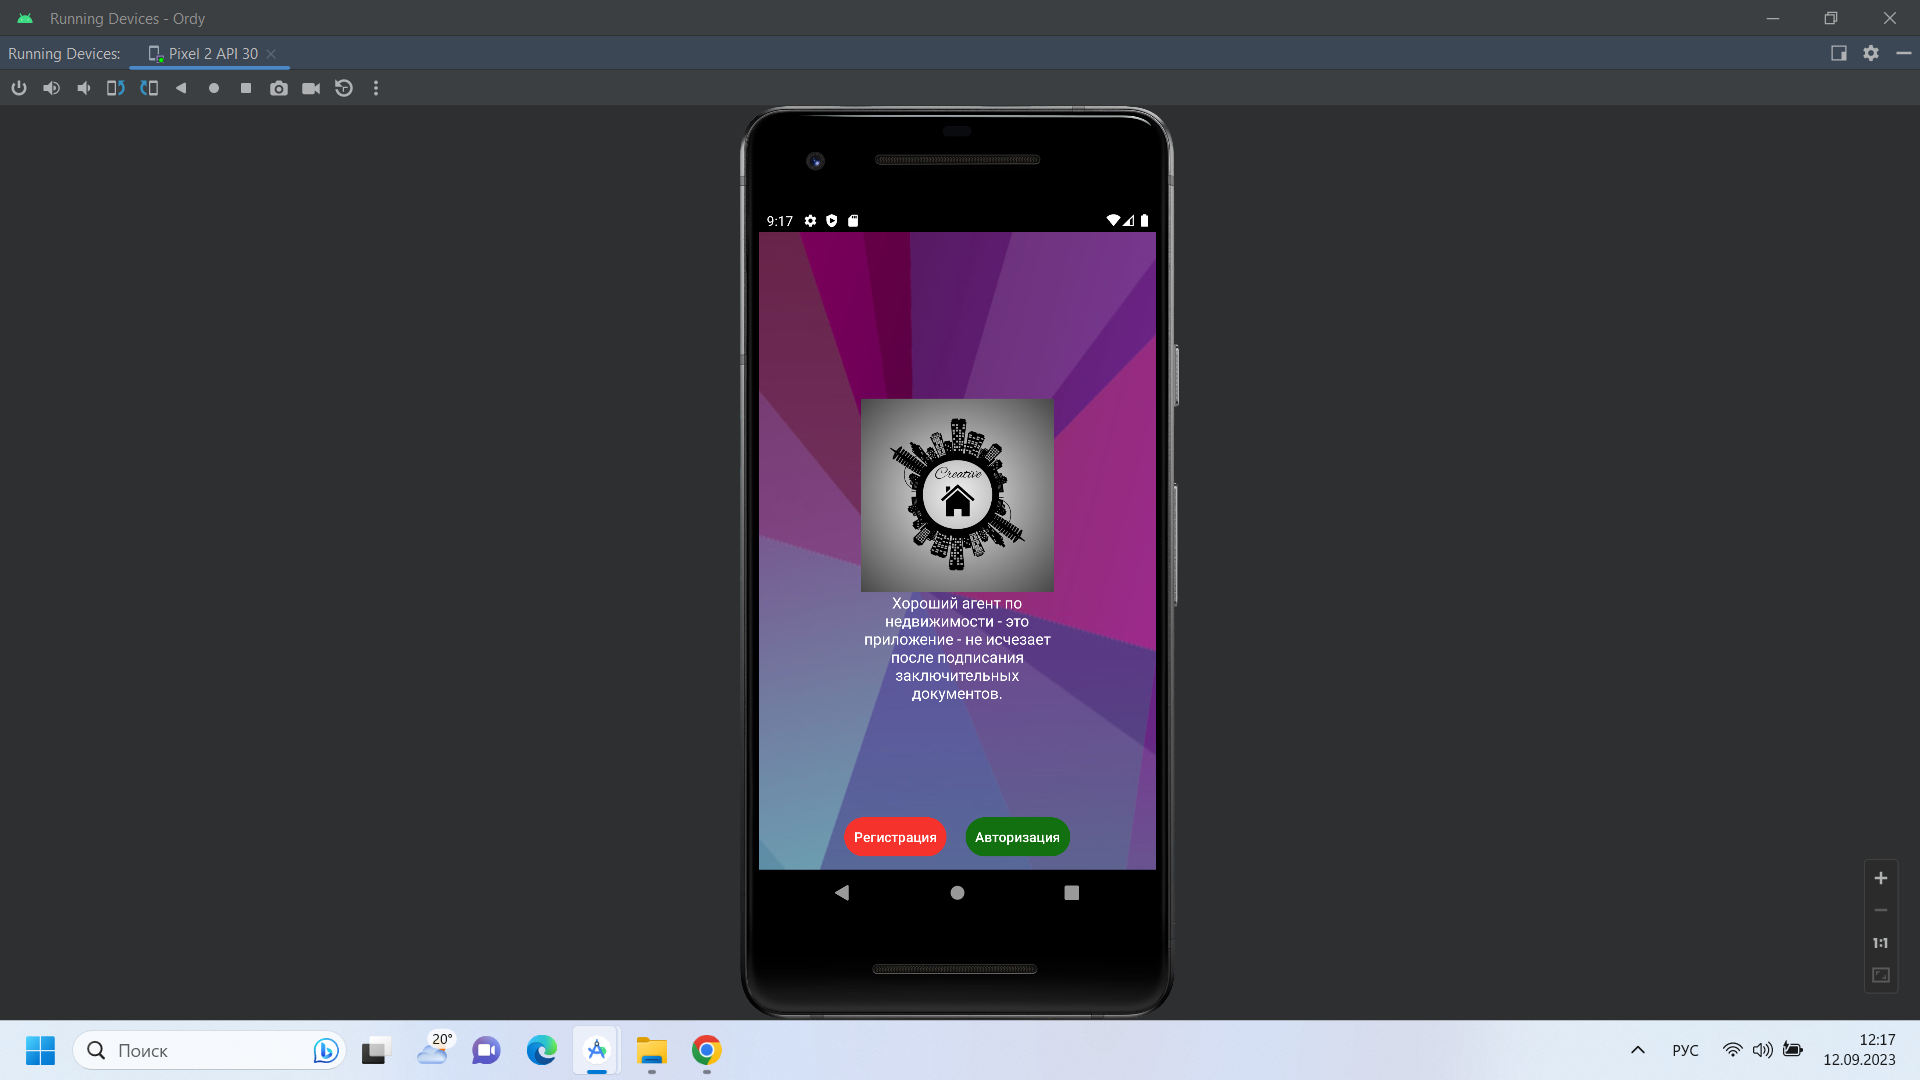 Running Devices - Ordy
Running Devices:
Pixel 2 API 30
9:17
Creative
Хороший агент по
недвижимости - это
приложение - не исчезает
после подписания
заключительных
документов.
Регистрация
Авторизация
1:1
Поиск
20°
РУС
12:17
12.09.2023